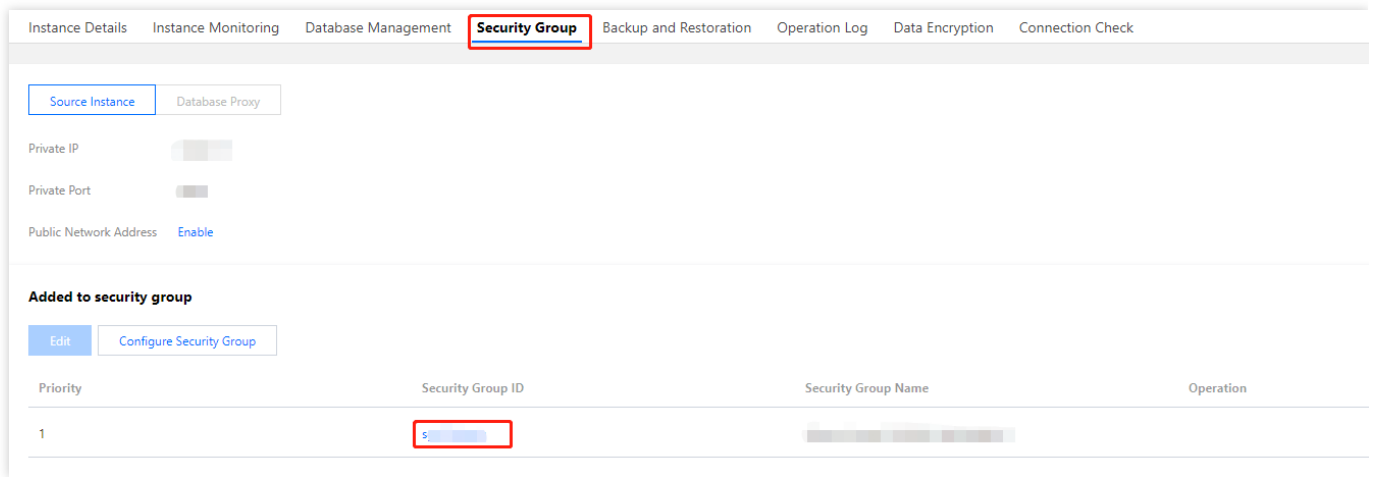 Instance Details Instance Monitoring Database Management Security Group Backup and Restoration Operation Log Data Encryption Connection Check
Source Instance Database Proxy
Private IP
Private Port
Public Network Address Enable
Added to security group
Edit Configure Security Group
Priority Security Group ID Security Group Name Operation
1